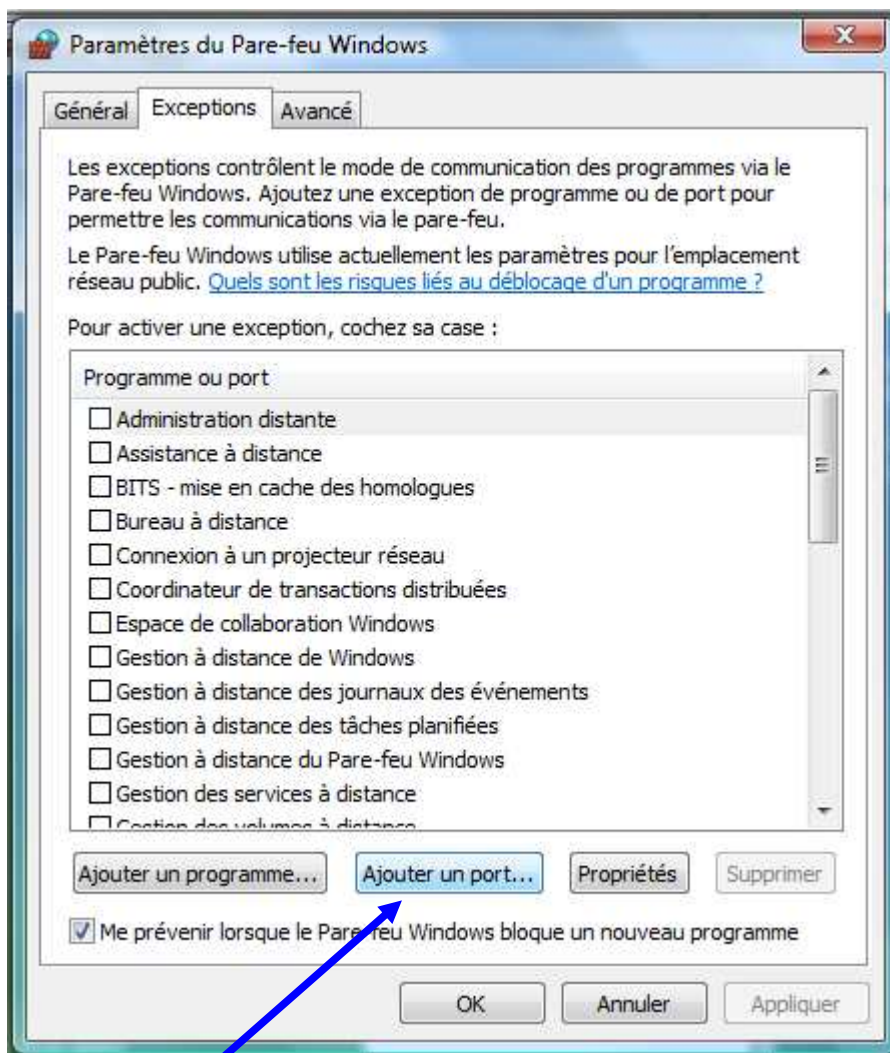 Paramètres du Pare-feu Windows
Général Exceptions Avancé
Les exceptions contrôlent le mode de communication des programmes via le
Pare-feu Windows. Ajoutez une exception de programme ou de port pour
permettre les communications via le pare-feu.
Le Pare-feu Windows utilise actuellement les paramètres pour l'emplacement
réseau public. Quels sont les risques liés au déblocage d'un programme ?
Pour activer une exception, cochez sa case :
Programme ou port
Administration distante
Assistance à distance
BITS - mise en cache des homologues
Bureau à distance
Connexion à un projecteur réseau
Coordinateur de transactions distribuées
Espace de collaboration Windows
Gestion à distance de Windows
Gestion à distance des journaux des événements
Gestion à distance des tâches planifiées
Gestion à distance du Pare-feu Windows
Gestion des services à distance
Gestion des volumes à distance
Ajouter un programme... Ajouter un port... Propriétés Supprimer
Me prévenir lorsque le Pare-feu Windows bloque un nouveau programme
OK Annuler Appliquer